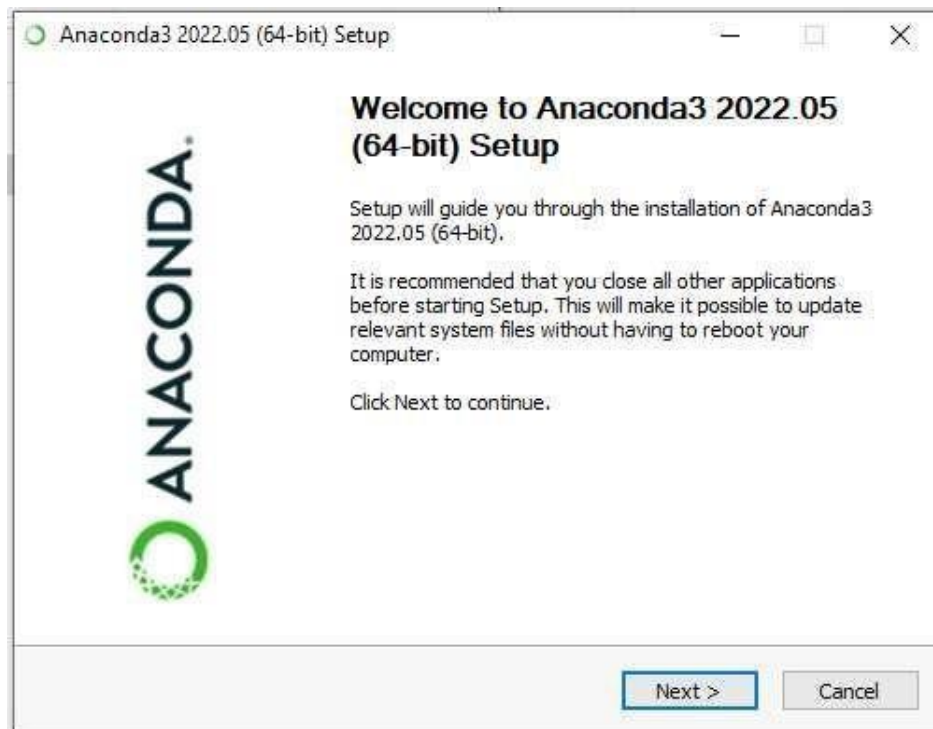 Anaconda3 2022.05 (64-bit) Setup
Welcome to Anaconda3 2022.05
(64-bit) Setup
Setup will guide you through the installation of Anaconda3
2022.05 (64-bit).
It is recommended that you close all other applications
before starting Setup. This will make it possible to update
relevant system files without having to reboot your
computer.
Click Next to continue.
ANACONDA.
Next >
Cancel